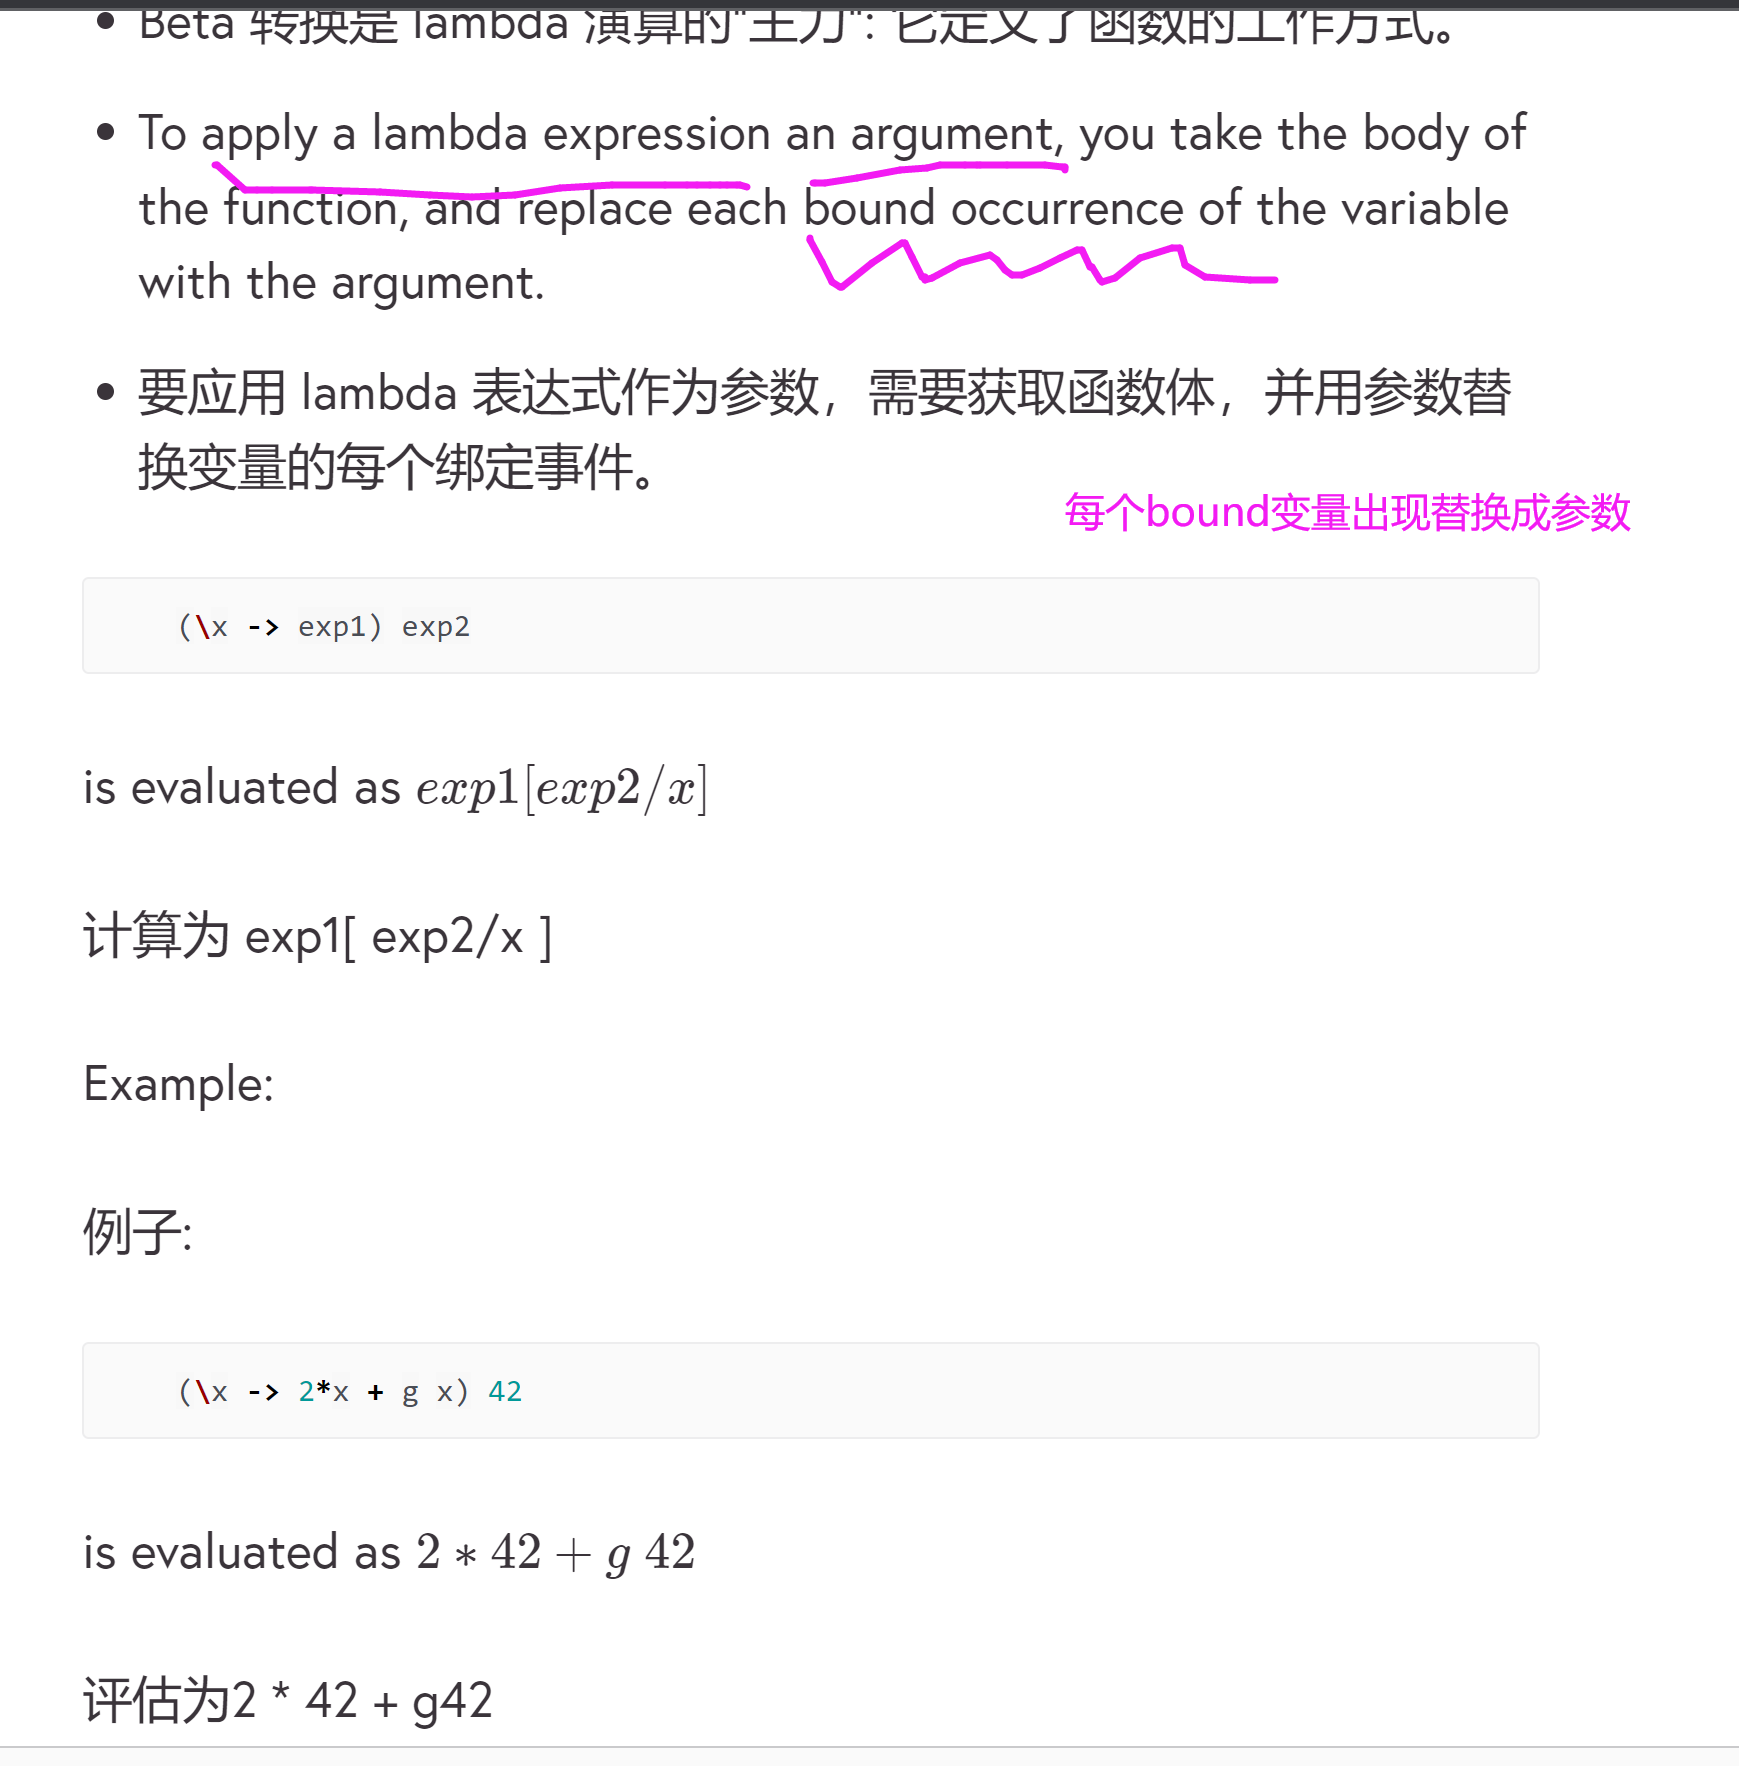 Beta 转换是 lambda 演算的"主力": 它定义了函数的工作方式。
To apply a lambda expression an argument, you take the body of
the function, and replace each bound occurrence of the variable
with the argument.
要应用 lambda 表达式作为参数，需要获取函数体，并用参数替
换变量的每个绑定事件。
每个bound变量出现替换成参数
(\x -> exp1) exp2
is evaluated as exp1[exp2/x]
计算为 exp1[ exp2/x ]
Example:
例子:
(\x -> 2*x + g x) 42
is evaluated as 2 * 42 + g 42
评估为2 * 42 + g42